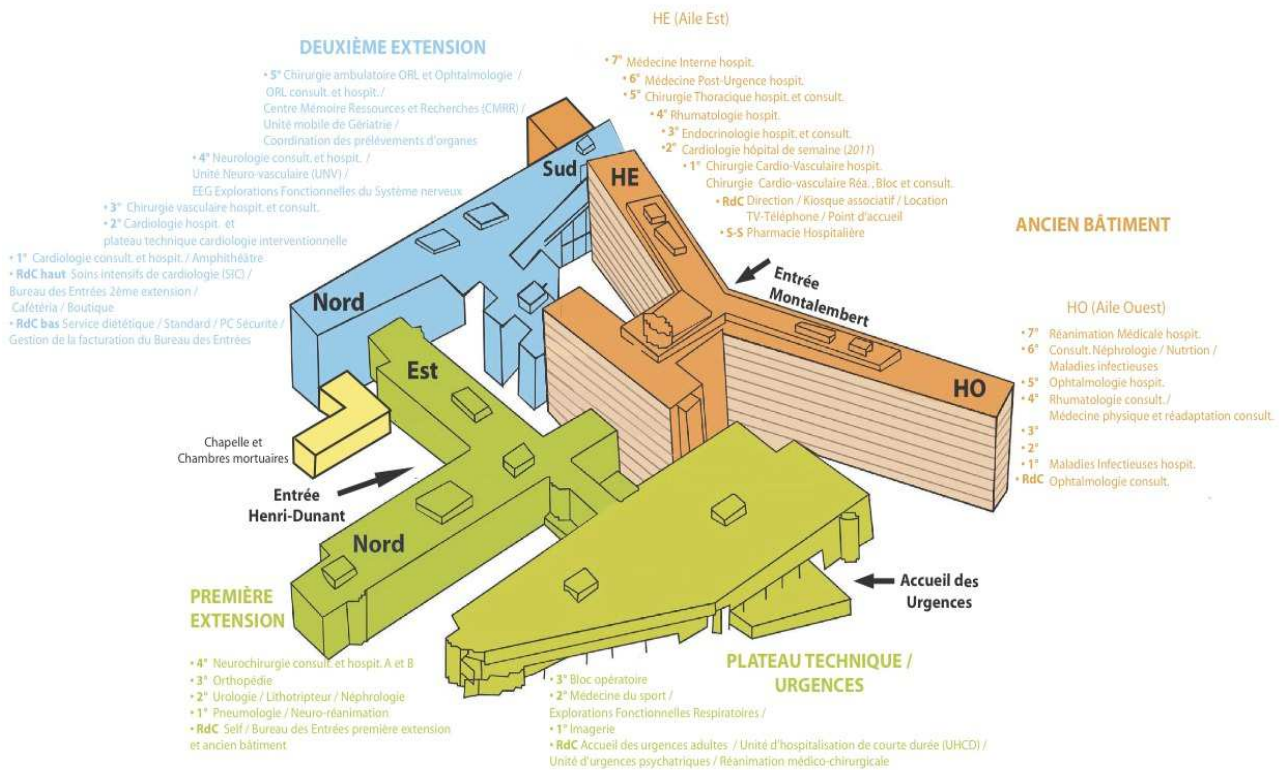 HE (Aile Est)
• 7° Médecine Interne hospit.
• 6° Médecine Post-Urgence hospit.
• 5° Chirurgie Thoracique hospit. et consult.
• 4° Rhumatologie hospit.
• 3° Endocrinologie hospit. et consult.
•2° Cardiologie hôpital de semaine (2011)
• 1° Chirurgie Cardio-Vasculaire hospit.
Chirurgie Cardio-vasculaire Réa., Bloc et consult.
• RdC Direction / Kiosque associatif / Location
TV-Téléphone / Point d'accueil
• S-S Pharmacie Hospitalière
DEUXIÈME EXTENSION
• 5° Chirurgie ambulatoire ORL et Ophtalmologie /
ORL consult. et hospit. /
Centre Mémoire Ressources et Recherches (CMRR) /
Unité mobile de Gériatrie /
Coordination des prélèvements d'organes
• 4° Neurologie consult. et hospit. /
Unité Neuro-vasculaire (UNV) /
EEG Explorations Fonctionnelles du Système nerveux
• 3° Chirurgie vasculaire hospit. et consult.
• 2° Cardiologie hospit. et
plateau technique cardiologie interventionnelle
• 1° Cardiologie consult. et hospit. / Amphithéâtre
• RdC haut Soins intensifs de cardiologie (SIC) /
Bureau des Entrées 2ème extension /
Cafétéria / Boutique
• RdC bas Service diététique / Standard / PC Sécurité /
Gestion de la facturation du Bureau des Entrées
Sud
HE
Nord
Est
Nord
HO
Entrée
Montalembert
ANCIEN BÂTIMENT
HO (Aile Ouest)
• 7° Réanimation Médicale hospit.
• 6° Consult. Néphrologie / Nutrtion /
Maladies infectieuses
• 5° Ophtalmologie hospit.
• 4° Rhumatologie consult. /
Médecine physique et réadaptation consult.
• 3°
• 2°
• 1° Maladies Infectieuses hospit.
• RdC Ophtalmologie consult.
Chapelle et
Chambres mortuaires
Entrée
Henri-Dunant
Accueil des
Urgences
PREMIÈRE
EXTENSION
• 4° Neurochirurgie consult. et hospit. A et B
• 3° Orthopédie
• 2° Urologie / Lithotripteur / Néphrologie
• 1° Pneumologie / Neuro-réanimation
• RdC Self / Bureau des Entrées première extension
et ancien bâtiment
PLATEAU TECHNIQUE /
URGENCES
• 3° Bloc opératoire
• 2° Médecine du sport /
Explorations Fonctionnelles Respiratoires /
• 1° Imagerie
• RdC Accueil des urgences adultes / Unité d'hospitalisation de courte durée (UHCD) /
Unité d'urgences psychatriques / Réanimation médico-chirurgicale